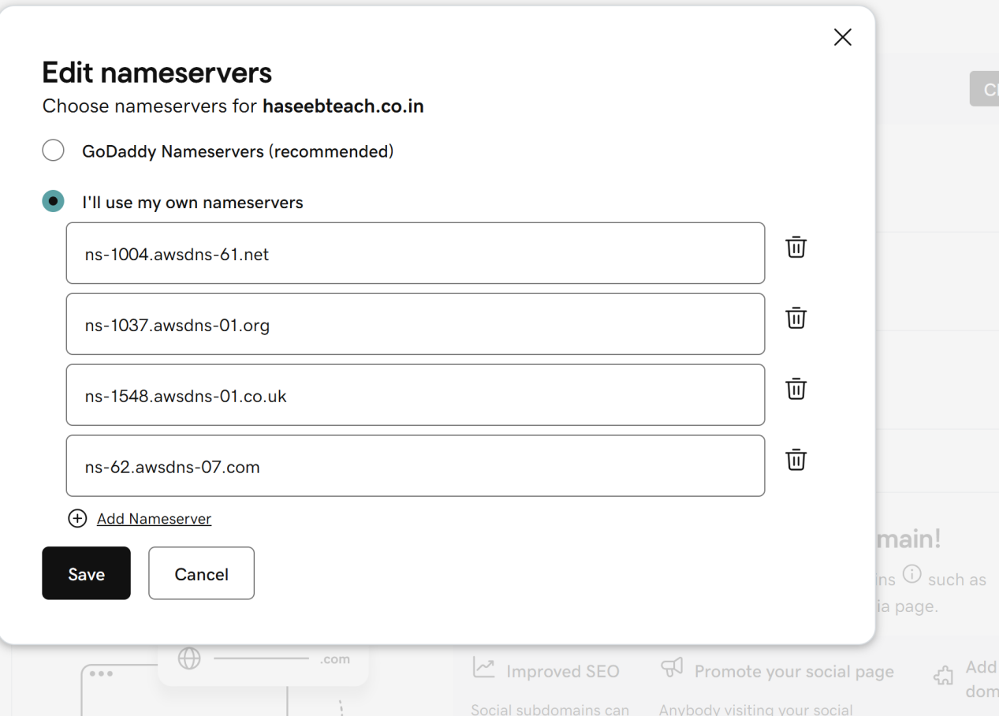 Edit nameservers
Choose nameservers for haseebteach.co.in
GoDaddy Nameservers (recommended)
I'll use my own nameservers
ns-1004.awsdns-61.net
ns-1037.awsdns-01.org
ns-1548.awsdns-01.co.uk
ns-62.awsdns-07.com
Add Nameserver
Save
Cancel
main!
ins such as
ia page.
.com
Improved SEO
Promote your social page
Add
dom
Social subdomains can
Anybody visiting your social